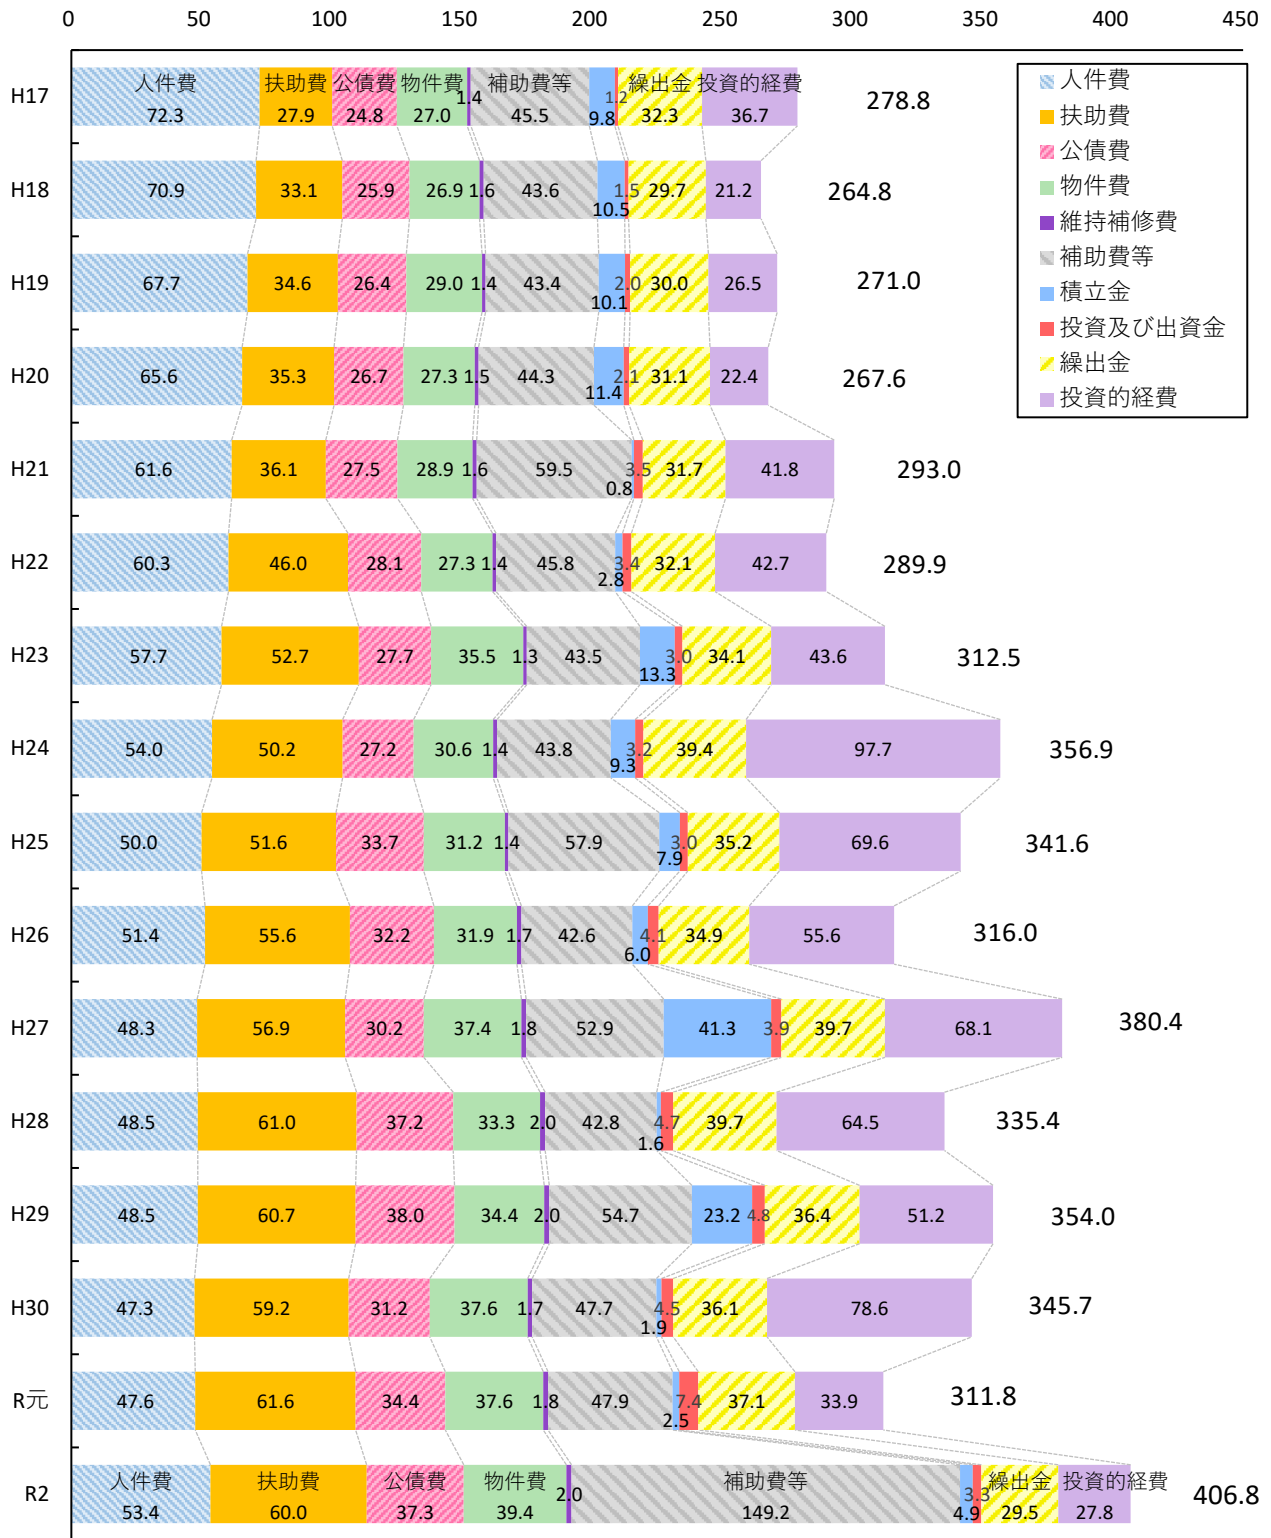 0 50 100 150 200 250 300 350 400 450
H17 人件費 扶助費 公債費 物件費 補助費等 繰出金 投資的経費
72.3 27.9 24.8 27.0 1.4 45.5 9.8 1.2 32.3 36.7 278.8
H18 70.9 33.1 25.9 26.9 1.6 43.6 10.5 1.5 29.7 21.2 264.8
H19 67.7 34.6 26.4 29.0 1.4 43.4 10.1 2.0 30.0 26.5 271.0
H20 65.6 35.3 26.7 27.3 1.5 44.3 11.4 2.1 31.1 22.4 267.6
H21 61.6 36.1 27.5 28.9 1.6 59.5 0.8 3.5 31.7 41.8 293.0
H22 60.3 46.0 28.1 27.3 1.4 45.8 2.8 3.4 32.1 42.7 289.9
H23 57.7 52.7 27.7 35.5 1.3 43.5 13.3 3.0 34.1 43.6 312.5
H24 54.0 50.2 27.2 30.6 1.4 43.8 9.3 3.2 39.4 97.7 356.9
H25 50.0 51.6 33.7 31.2 1.4 57.9 7.9 3.0 35.2 69.6 341.6
H26 51.4 55.6 32.2 31.9 1.7 42.6 6.0 4.1 34.9 55.6 316.0
H27 48.3 56.9 30.2 37.4 1.8 52.9 41.3 3.9 39.7 68.1 380.4
H28 48.5 61.0 37.2 33.3 2.0 42.8 1.6 4.7 39.7 64.5 335.4
H29 48.5 60.7 38.0 34.4 2.0 54.7 23.2 4.8 36.4 51.2 354.0
H30 47.3 59.2 31.2 37.6 1.7 47.7 1.9 4.5 36.1 78.6 345.7
R元 47.6 61.6 34.4 37.6 1.8 47.9 2.5 7.4 37.1 33.9 311.8
R2 人件費 扶助費 公債費 物件費 補助費等 繰出金 投資的経費
53.4 60.0 37.3 39.4 2.0 149.2 4.9 3.3 29.5 27.8 406.8
人件費
扶助費
公債費
物件費
維持補修費
補助費等
積立金
投資及び出資金
繰出金
投資的経費